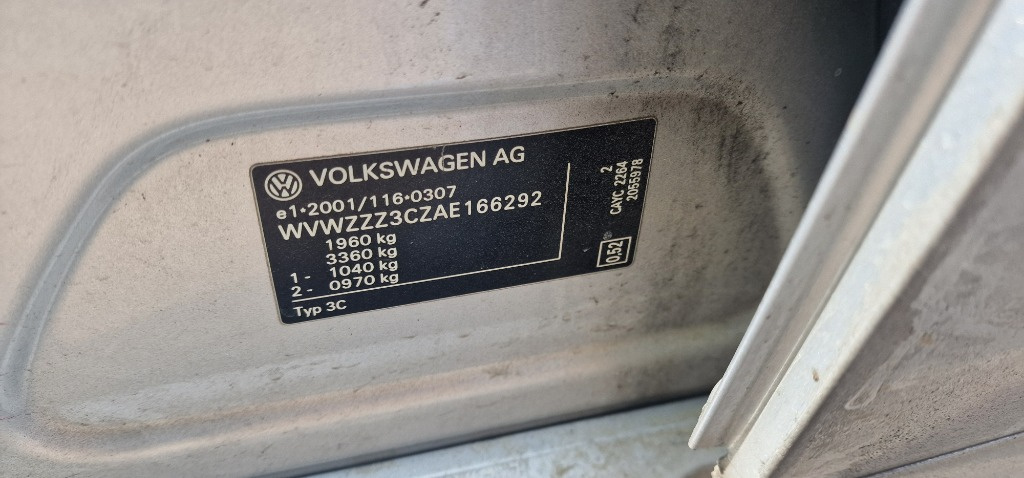 VOLKSWAGEN AG
e1*2001/116*0307
WVWZZZ3CZAE166292
1960 kg
3360 kg
1 - 1040 kg
2 - 0970 kg
Typ 3C
2
CAYC 2264
2055978
0.52